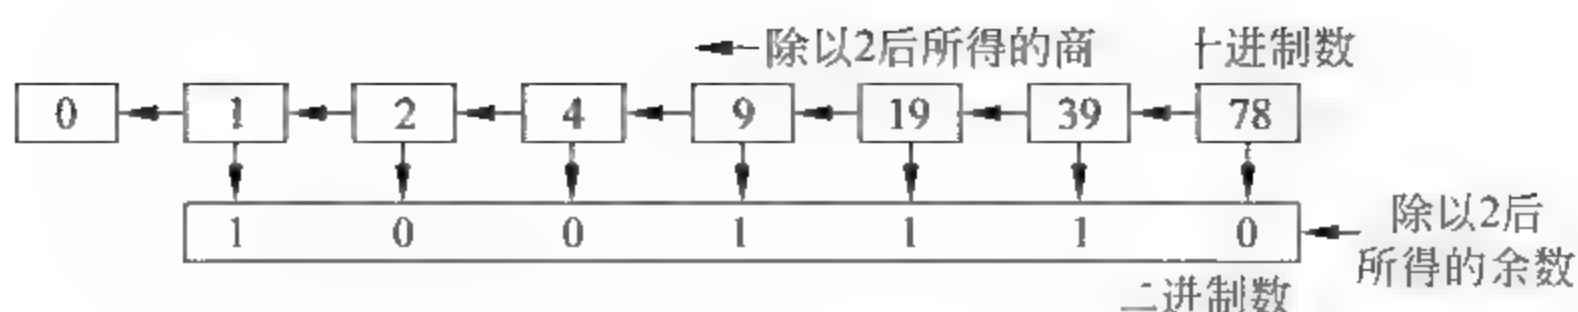 除以2后所得的商 十进制数
0 1 2 4 9 19 39 78
1 0 0 1 1 1 0
除以2后
所得的余数
二进制数